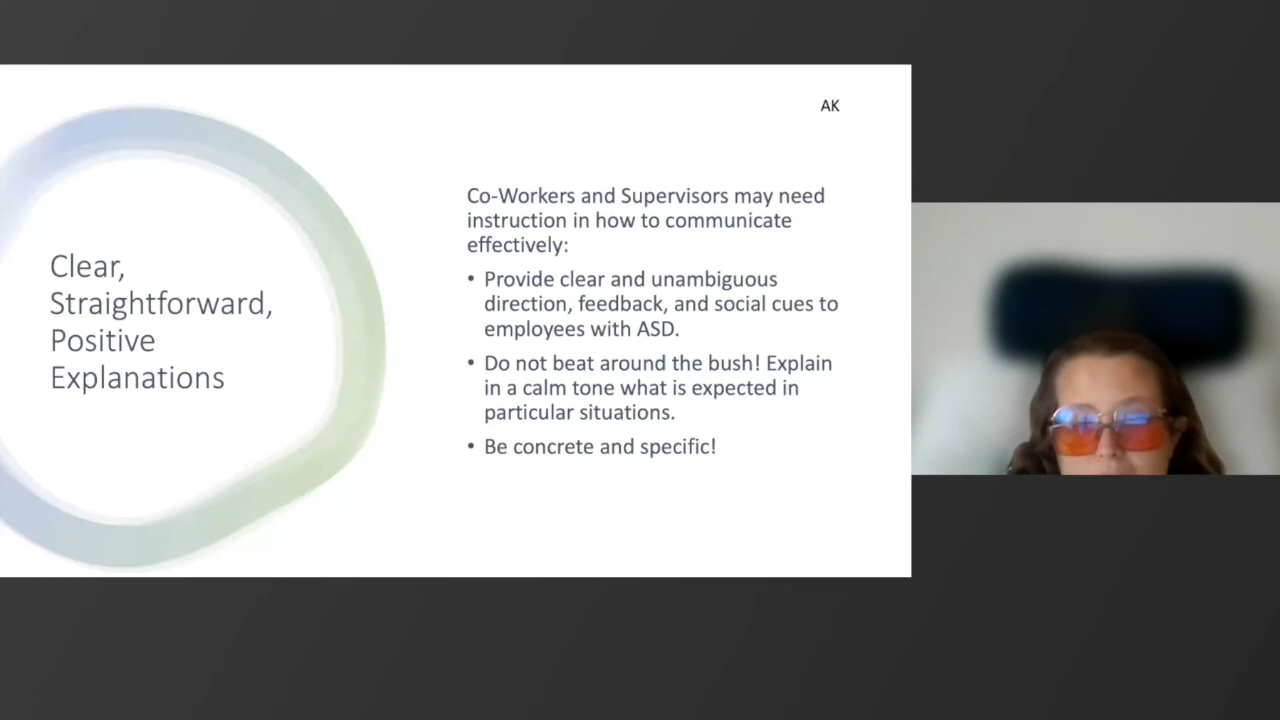 AK
Clear,
Straightforward,
Positive
Explanations
Co-Workers and Supervisors may need
instruction in how to communicate
effectively:
• Provide clear and unambiguous
direction, feedback, and social cues to
employees with ASD.
• Do not beat around the bush! Explain
in a calm tone what is expected in
particular situations.
• Be concrete and specific!